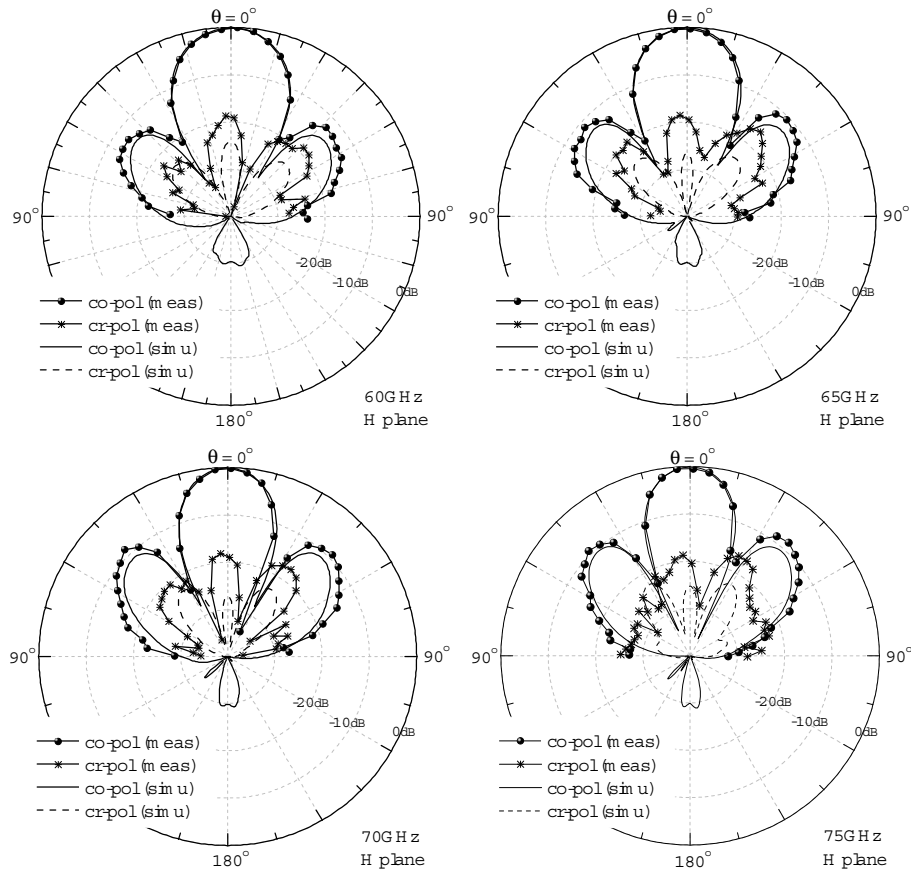 θ = 0°
90°
90°
-20dB
-10dB
0dB
co-pol(meas)
cr-pol(meas)
co-pol(simu)
cr-pol(simu)
180°
60GHz
H plane
θ = 0°
90°
90°
-20dB
-10dB
0dB
co-pol(meas)
cr-pol(meas)
co-pol(simu)
cr-pol(simu)
180°
65GHz
H plane
θ = 0°
90°
90°
-20dB
-10dB
0dB
co-pol(meas)
cr-pol(meas)
co-pol(simu)
cr-pol(simu)
180°
70GHz
H plane
θ = 0°
90°
90°
-20dB
-10dB
0dB
co-pol(meas)
cr-pol(meas)
co-pol(simu)
cr-pol(simu)
180°
75GHz
H plane